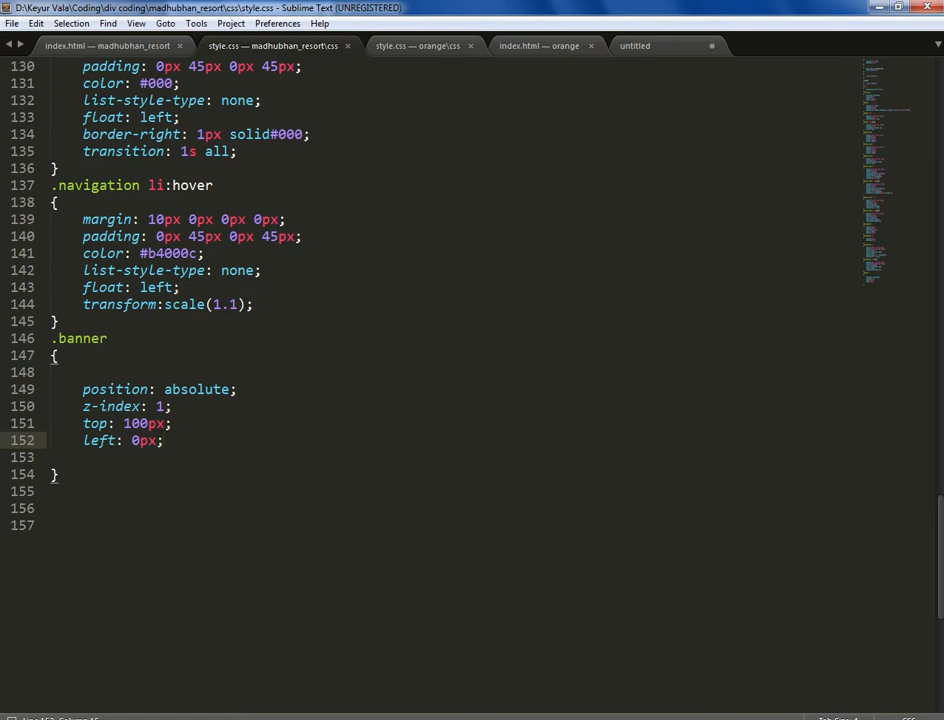 D:\Keyur Vala\Coding\div coding\madhubhan_resort\css\style.css - Sublime Text (UNREGISTERED)
File Edit Selection Find View Goto Tools Project Preferences Help
index.html — madhubhan_resort × style.css — madhubhan_resort\css × style.css — orange\css × index.html — orange × untitled
130 padding: 0px 45px 0px 45px;
131 color: #000;
132 list-style-type: none;
133 float: left;
134 border-right: 1px solid#000;
135 transition: 1s all;
136 }
137 .navigation li:hover
138 {
139 margin: 10px 0px 0px 0px;
140 padding: 0px 45px 0px 45px;
141 color: #b4000c;
142 list-style-type: none;
143 float: left;
144 transform:scale(1.1);
145 }
146 .banner
147 {
148
149 position: absolute;
150 z-index: 1;
151 top: 100px;
152 left: 0px;
153
154 }
155
156
157